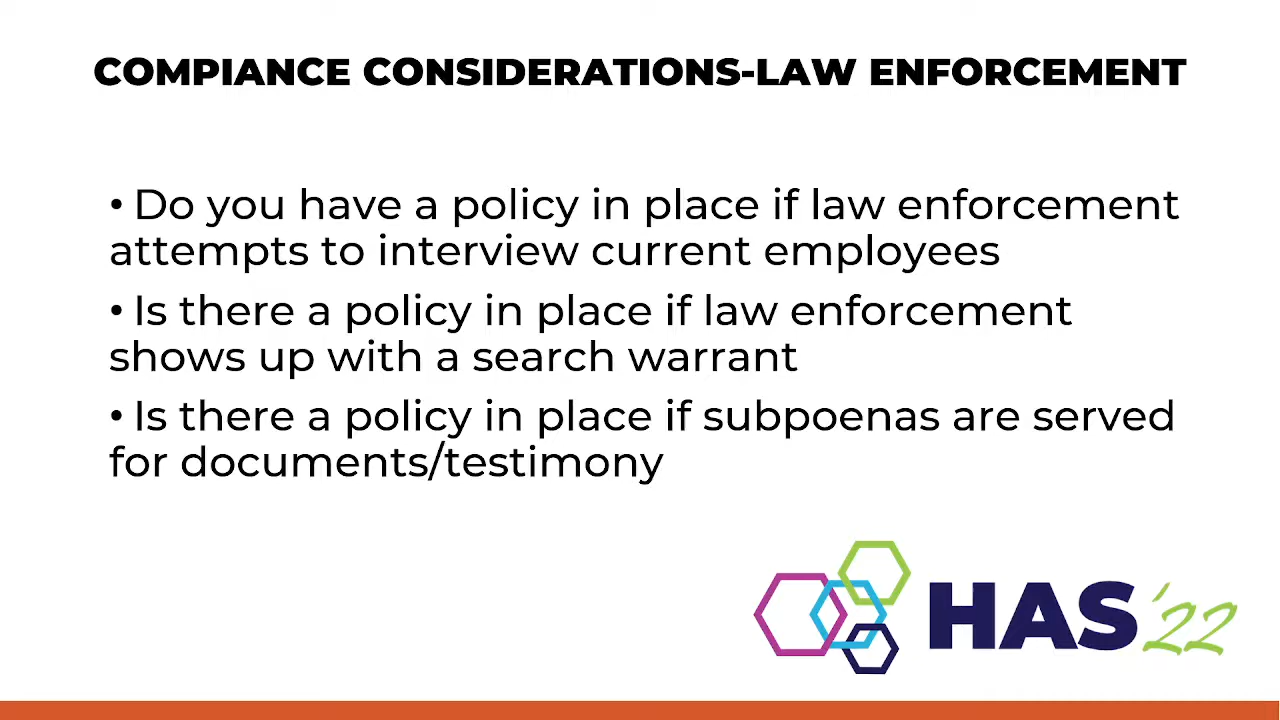 COMPIANCE CONSIDERATIONS-LAW ENFORCEMENT
• Do you have a policy in place if law enforcement
attempts to interview current employees
• Is there a policy in place if law enforcement
shows up with a search warrant
• Is there a policy in place if subpoenas are served
for documents/testimony
HAS'22